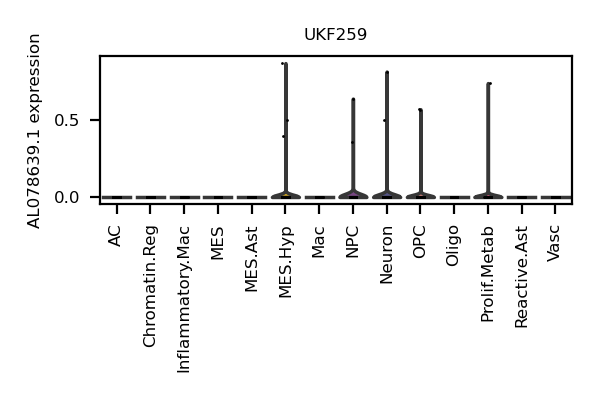 UKF259
AL078639.1 expression
0.5
0.0
AC
Chromatin.Reg
Inflammatory.Mac
MES
MES.Ast
MES.Hyp
Mac
NPC
Neuron
OPC
Oligo
Prolif.Metab
Reactive.Ast
Vasc